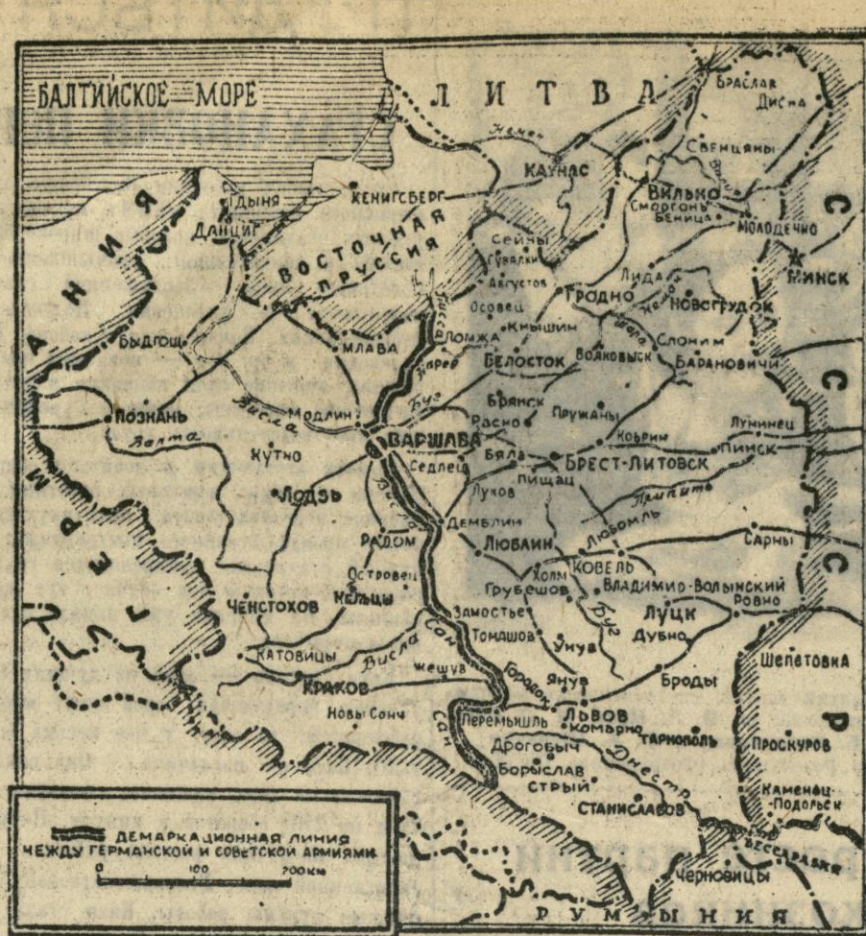 БАЛТИЙСКОЕ МОРЕ
ЛИТВА
БРАСЛАВ
ДИСНА
Неман
СВЕНЦЯНЫ
КАУНАС
ВИЛЬКО
ГДЫНЯ
КЕНИГСБЕРГ
СМОРГОНЬ
БЕНИЦА
МОЛОДЕЧНО
ДАНЦИГ
ВОСТОЧНАЯ
ПРУССИЯ
СЕЙНЫ
СУВАЛКИ
МИНСК
АВГУСТОВ
ЛИДА
ГРОДНО
НОВОГРУДОК
Писса
ОСОВЕЦ
КНЫШИН
СЛОНИМ
БЫДГОЩ
МЛАВА
ЛОМЖА
Нарев
БЕЛОСТОК
ВОЛКОВЫСК
БАРАНОВИЧИ
БРЯНСК
Буг
ПРУЖАНЫ
ПОЗНАНЬ
Висла
МОДЛИН
РАСНО
ЛУНИНЕЦ
Варта
ВАРШАВА
КОБРИН
КУТНО
СЕДЛЕЦ
БЯЛА
БРЕСТ-ЛИТОВСК
ПИНСК
ПИЩАЦ
ЛОДЗЬ
ЛУКОВ
Припять
Висла
ДЕМБЛИН
ЛЮБОМЛЬ
САРНЫ
РАДОМ
ЛЮБЛИН
КОВЕЛЬ
ХОЛМ
ОСТРОВЕЦ
ГРУБЕШОВ
ВЛАДИМИР-ВОЛЫНСКИЙ
ЧЕНСТОХОВ
КЕЛЬЦЫ
Буг
ЛУЦК
РОВНО
ЗАМОСТЬЕ
ДУБНО
ТОМАШОВ
УНУВ
КАТОВИЦЫ
Висла
Сан
ШЕПЕТОВКА
ЖЕШУВ
ЯНУВ
БРОДЫ
КРАКОВ
ГОРОДОК
НОВЫ СОНЧ
ПЕРЕМЫШЛЬ
ЛЬВОВ
КОМАРНО
ТАРНОПОЛЬ
Сан
ПРОСКУРОВ
ДРОГОБЫЧ
Днестр
БОРЫСЛАВ
СТРЫЙ
СТАНИСЛАВОВ
КАМЕНЕЦ-
ПОДОЛЬСК
БЕССАРАБИЯ
ЧЕРНОВИЦЫ
РУМЫНИЯ
ГЕРМАНИЯ
СССР
ДЕМАРКАЦИОННАЯ ЛИНИЯ
МЕЖДУ ГЕРМАНСКОЙ И СОВЕТСКОЙ АРМИЯМИ
0 100 200КМ